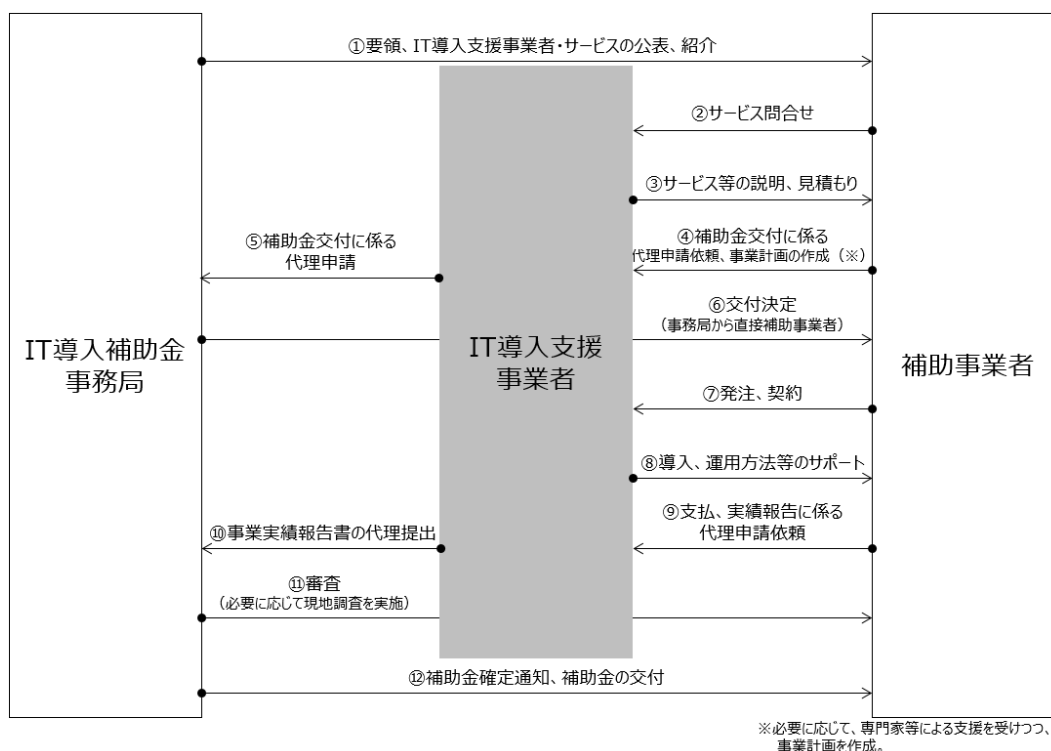 ①要領、IT導入支援事業者・サービスの公表、紹介
②サービス問合せ
③サービス等の説明、見積もり
④補助金交付に係る
代理申請依頼、事業計画の作成（※）
⑤補助金交付に係る
代理申請
⑥交付決定
（事務局から直接補助事業者）
IT導入補助金
事務局
IT導入支援
事業者
補助事業者
⑦発注、契約
⑧導入、運用方法等のサポート
⑨支払、実績報告に係る
代理申請依頼
⑩事業実績報告書の代理提出
⑪審査
（必要に応じて現地調査を実施）
⑫補助金確定通知、補助金の交付
※必要に応じて、専門家等による支援を受けつつ、
事業計画を作成。